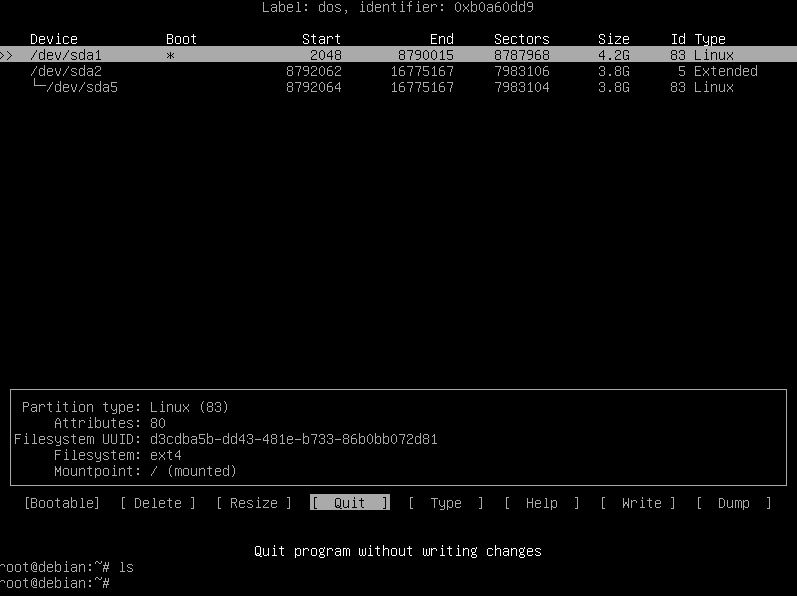 Label: dos, identifier: 0xb0a60dd9
Device Boot Start End Sectors Size Id Type
>> /dev/sda1 * 2048 8790015 8787968 4.2G 83 Linux
/dev/sda2 8792062 16775167 7983106 3.8G 5 Extended
└─/dev/sda5 8792064 16775167 7983104 3.8G 83 Linux
Partition type: Linux (83)
Attributes: 80
Filesystem UUID: d3cdba5b-dd43-481e-b733-86b0bb072d81
Filesystem: ext4
Mountpoint: / (mounted)
[Bootable] [ Delete ] [ Resize ] [ Quit ] [ Type ] [ Help ] [ Write ] [ Dump ]
Quit program without writing changes
root@debian:~# ls
root@debian:~#